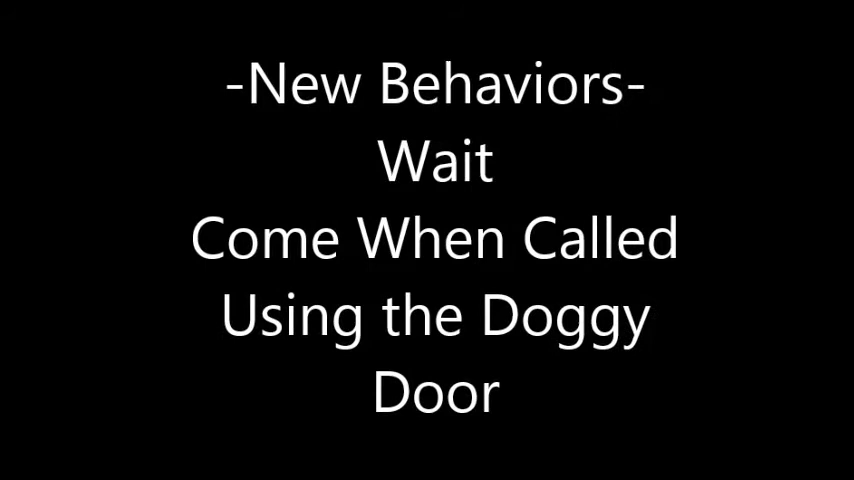 -New Behaviors-
Wait
Come When Called
Using the Doggy
Door